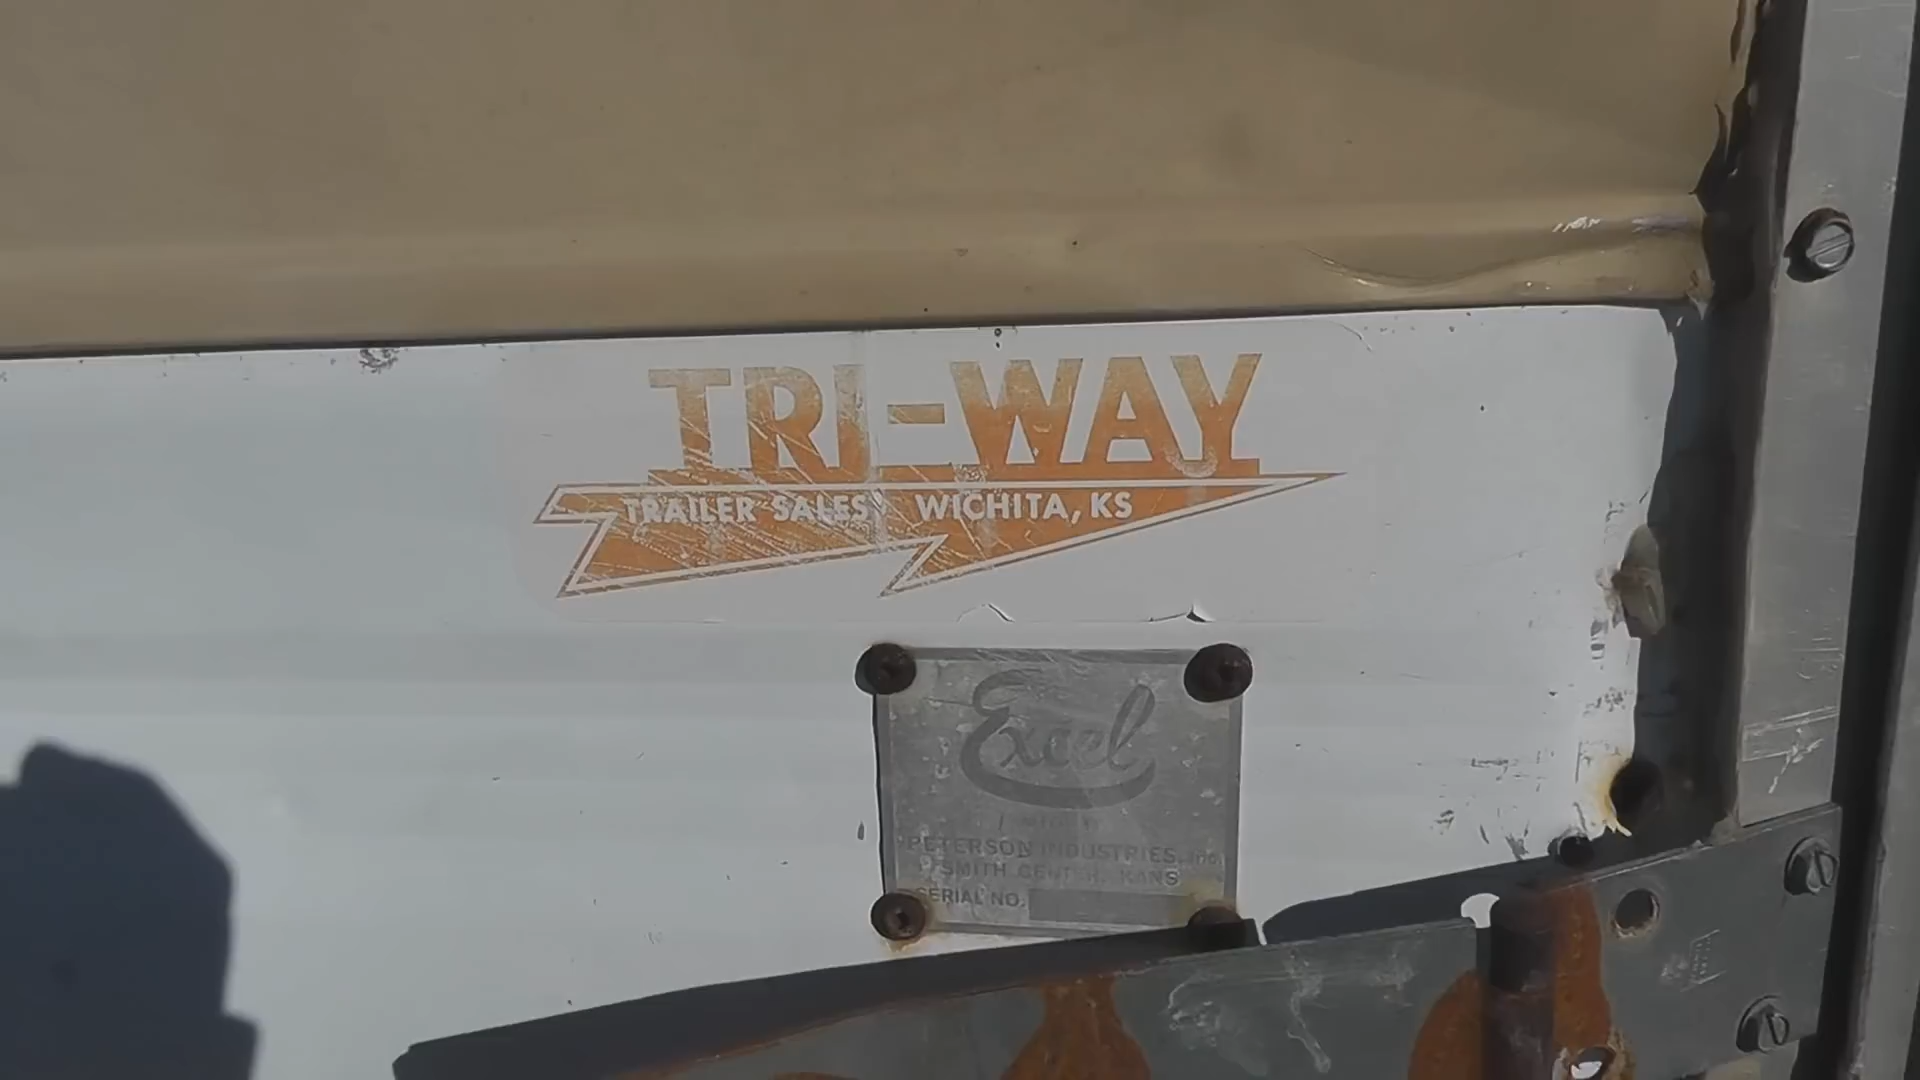 TRI-WAY
TRAILER SALES WICHITA, KS
Excel
PETERSON INDUSTRIES, INC.
SMITH CENTER, KANS
SERIAL NO.